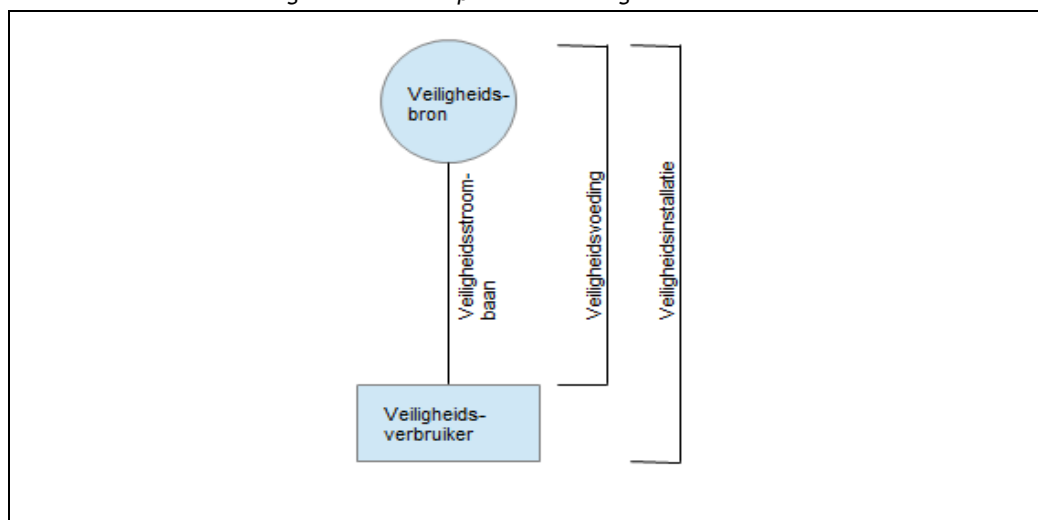 Veiligheids-
bron
Veiligheidsstroom-
baan
Veiligheidsvoeding
Veiligheidsinstallatie
Veiligheids-
verbruiker